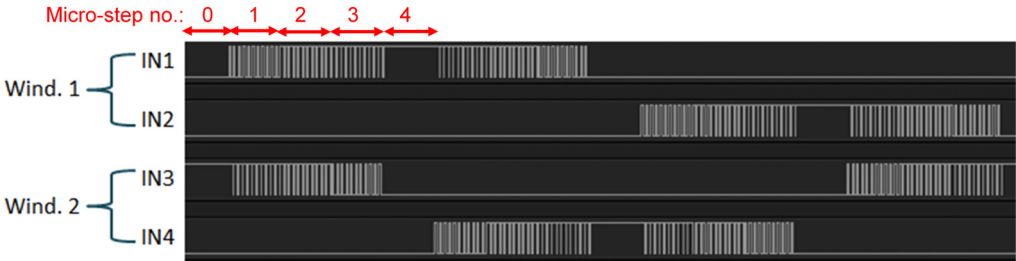 Micro-step no.: 0 1 2 3 4
IN1
Wind. 1
IN2
IN3
Wind. 2
IN4